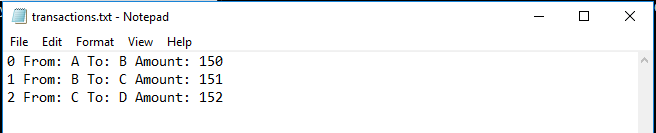 transactions.txt - Notepad
File Edit Format View Help
0 From: A To: B Amount: 150
1 From: B To: C Amount: 151
2 From: C To: D Amount: 152